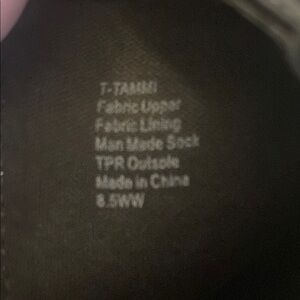 T-TAMMI
Fabric Upper
Fabric Lining
Man Made Sock
TPR Outsole
Made in China
8.5WW